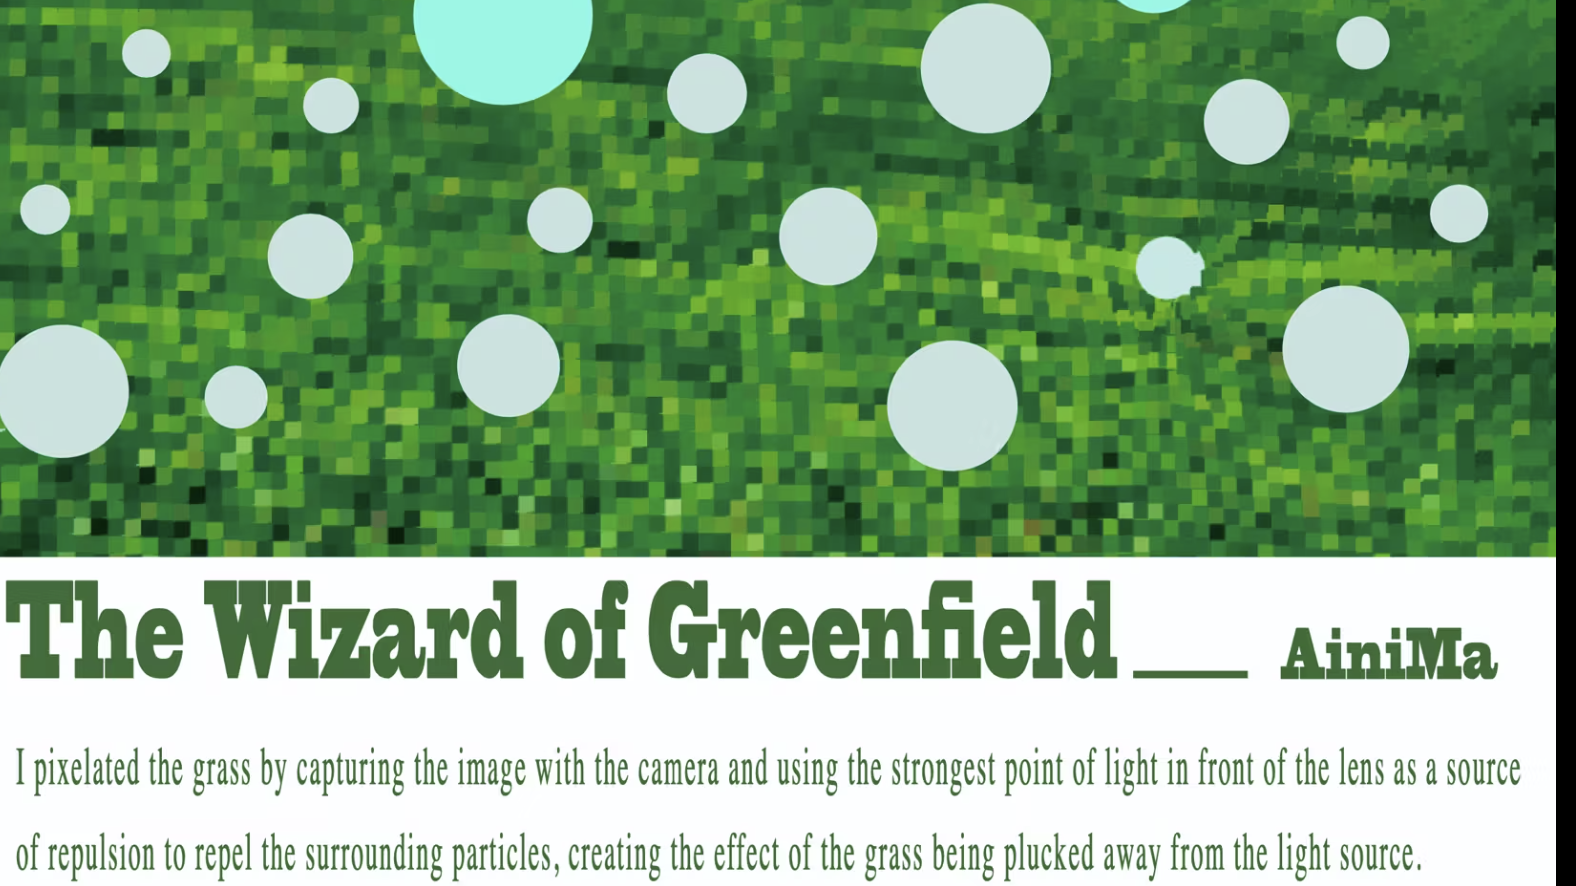 The Wizard of Greenfield ___ AiniMa
I pixelated the grass by capturing the image with the camera and using the strongest point of light in front of the lens as a source
of repulsion to repel the surrounding particles, creating the effect of the grass being plucked away from the light source.